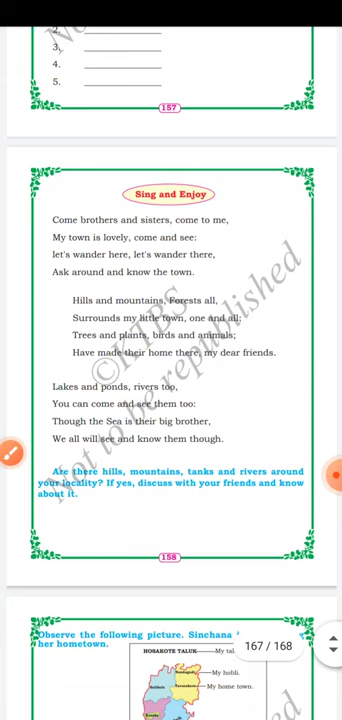 2.
3.
4.
5.
157
Sing and Enjoy
Come brothers and sisters, come to me,
My town is lovely, come and see:
let's wander here, let's wander there,
Ask around and know the town.
Hills and mountains, Forests all,
Surrounds my little town, one and all;
Trees and plants, birds and animals;
Have made their home there, my dear friends.
Lakes and ponds, rivers too,
You can come and see them too:
Though the Sea is their big brother,
We all will see and know them though.
©KTBS
Not to be republished
Are there hills, mountains, tanks and rivers around
your locality? If yes, discuss with your friends and know
about it.
158
Observe the following picture. Sinchana
her hometown.
167 / 168
HOSAKOTE TALUK
My tal
My hobli.
My home town.